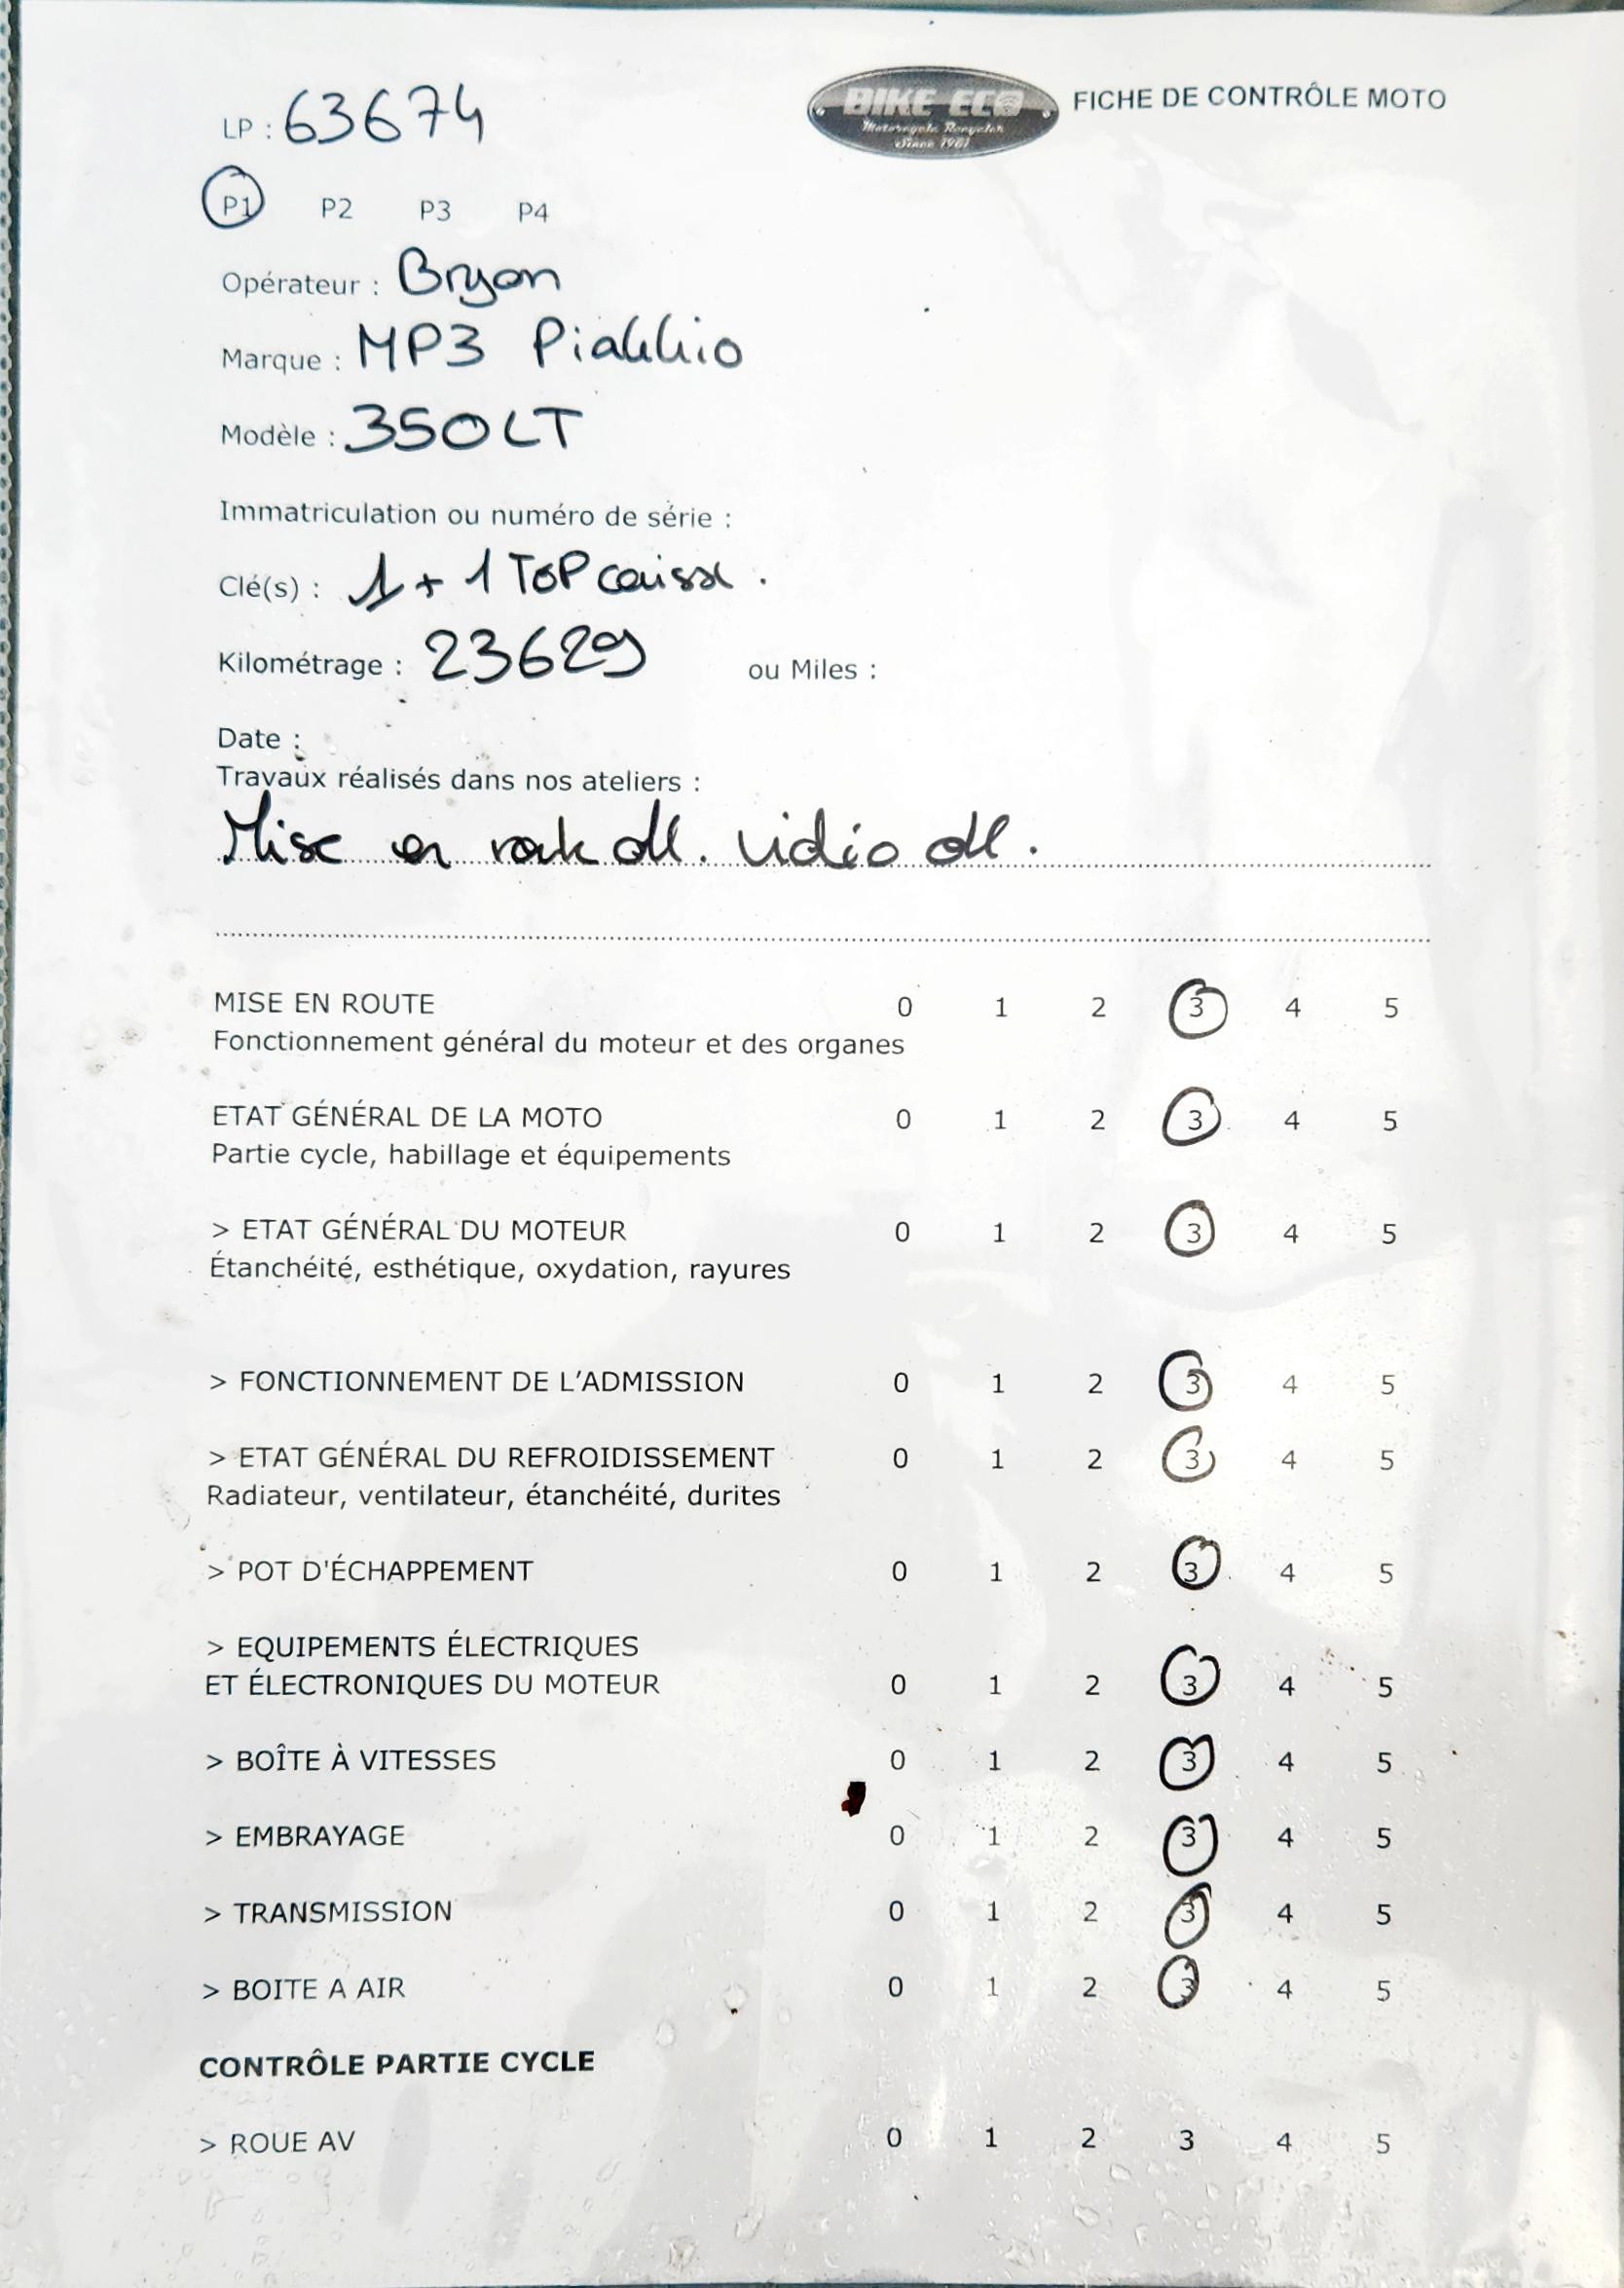 LP : 63674
BIKE ECO
Motorcycle Recycler
Since 1981
FICHE DE CONTRÔLE MOTO
P1 P2 P3 P4
Opérateur : Bryan
Marque : MP3 Piaggio
Modèle : 350LT
Immatriculation ou numéro de série :
Clé(s) : 1 + 1 TOP caisse .
Kilométrage : 23629 ou Miles :
Date :
Travaux réalisés dans nos ateliers :
Mise en route ok. vidéo ok.
MISE EN ROUTE 0 1 2 3 4 5
Fonctionnement général du moteur et des organes
ETAT GÉNÉRAL DE LA MOTO 0 1 2 3 4 5
Partie cycle, habillage et équipements
> ETAT GÉNÉRAL DU MOTEUR 0 1 2 3 4 5
Étanchéité, esthétique, oxydation, rayures
> FONCTIONNEMENT DE L'ADMISSION 0 1 2 3 4 5
> ETAT GÉNÉRAL DU REFROIDISSEMENT 0 1 2 3 4 5
Radiateur, ventilateur, étanchéité, durites
> POT D'ÉCHAPPEMENT 0 1 2 3 4 5
> EQUIPEMENTS ÉLECTRIQUES
ET ÉLECTRONIQUES DU MOTEUR 0 1 2 3 4 5
> BOÎTE À VITESSES 0 1 2 3 4 5
> EMBRAYAGE 0 1 2 3 4 5
> TRANSMISSION 0 1 2 3 4 5
> BOITE A AIR 0 1 2 3 4 5
CONTRÔLE PARTIE CYCLE
> ROUE AV 0 1 2 3 4 5